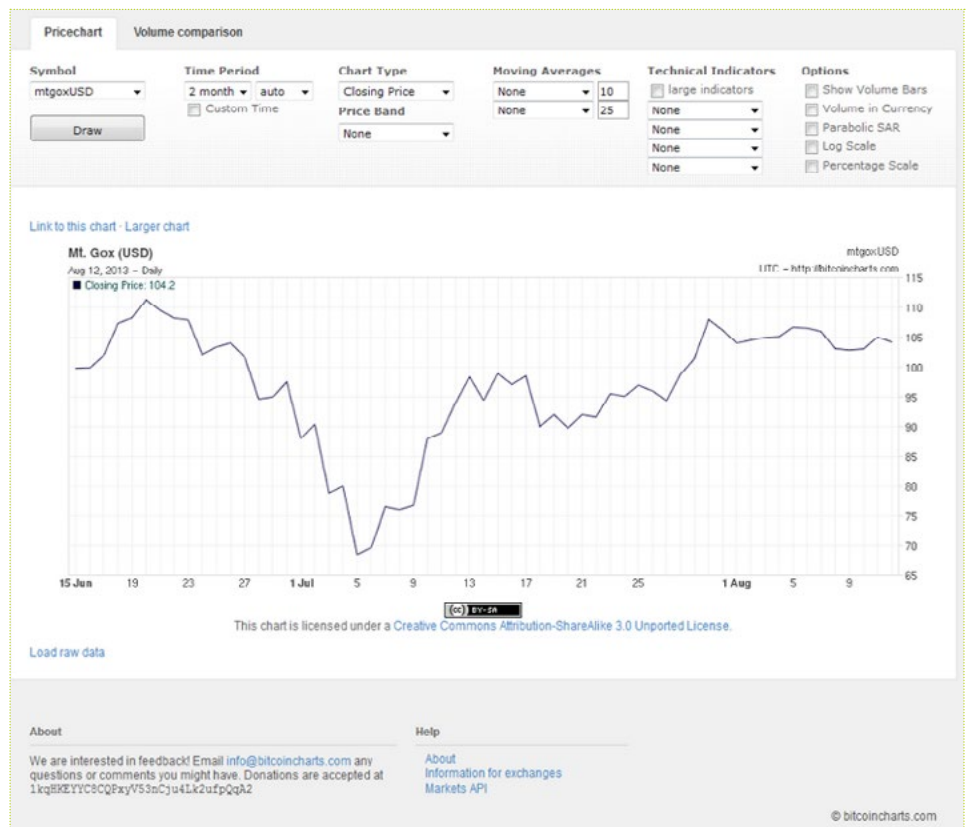 Pricechart Volume comparison
Symbol Time Period Chart Type Moving Averages Technical Indicators Options
mtgoxUSD 2 month auto Closing Price None 10 large indicators Show Volume Bars
Custom Time Price Band None 25 None Volume in Currency
Draw None None Parabolic SAR
None Log Scale
None Percentage Scale
Link to this chart · Larger chart
Mt. Gox (USD) mtgoxUSD
Aug 12, 2013 - Daily UTC - http://bitcoincharts.com
Closing Price: 104.2
115
110
105
100
95
90
85
80
75
70
65
15 Jun 19 23 27 1 Jul 5 9 13 17 21 25 1 Aug 5 9
(cc) BY-SA
This chart is licensed under a Creative Commons Attribution-ShareAlike 3.0 Unported License.
Load raw data
About Help
We are interested in feedback! Email info@bitcoincharts.com any
questions or comments you might have. Donations are accepted at
1kqHKEYYC8CQPxyV53nCju4Lk2ufpQqA2
About
Information for exchanges
Markets API
© bitcoincharts.com